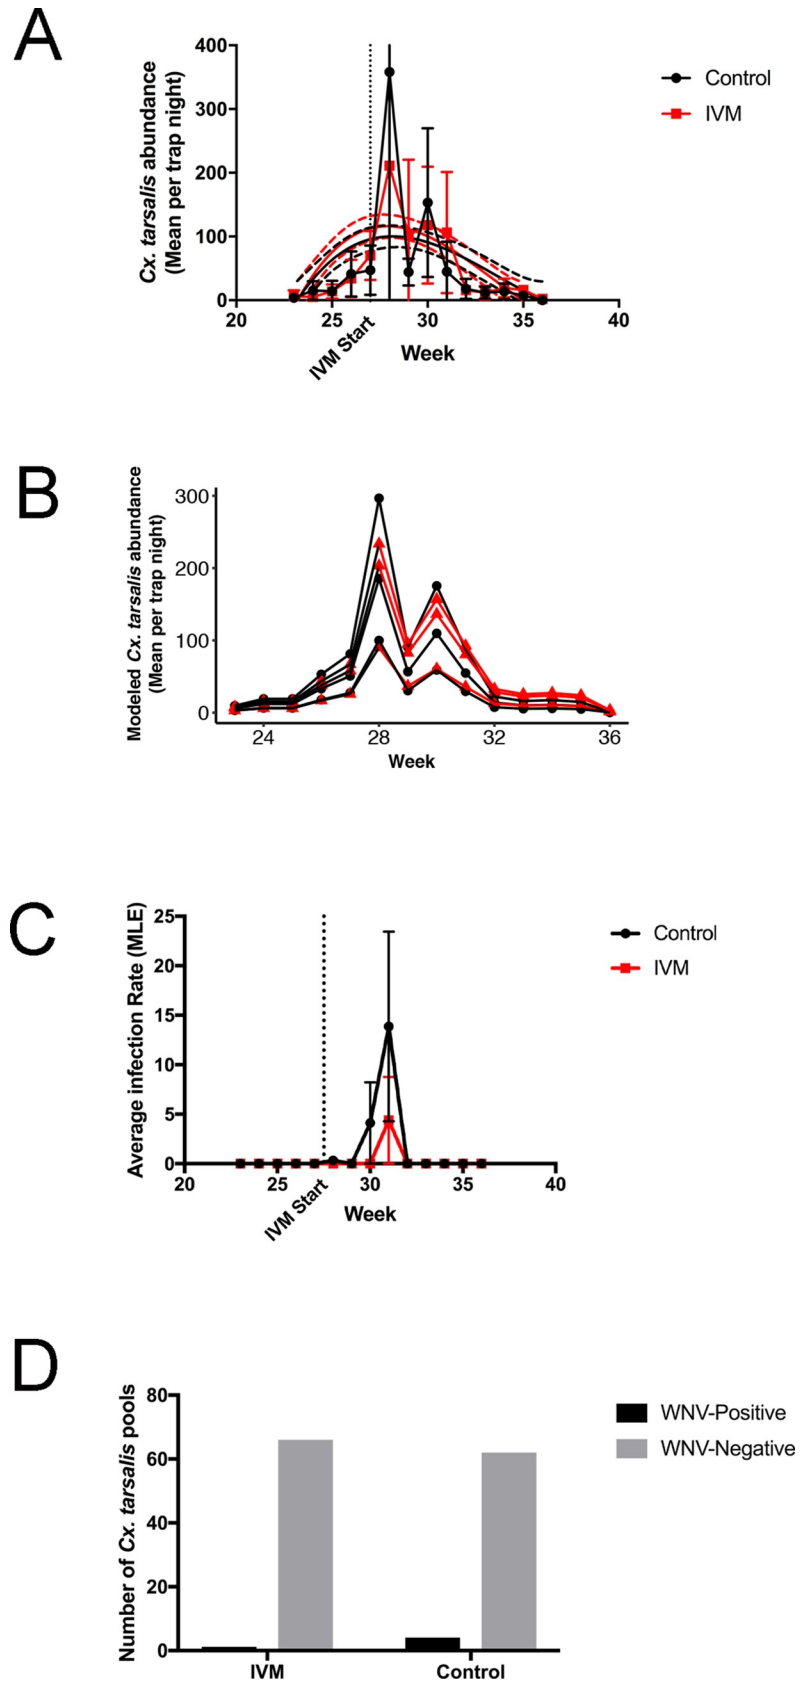 A
Cx. tarsalis abundance
(Mean per trap night)
400
300
200
100
0
20
25
30
35
40
IVM Start
Week
Control
IVM
B
Modeled Cx. tarsalis abundance
(Mean per trap night)
300
200
100
0
24
28
32
36
Week
C
Average infection Rate (MLE)
25
20
15
10
5
0
20
25
30
35
40
IVM Start
Week
Control
IVM
D
Number of Cx. tarsalis pools
80
60
40
20
0
IVM
Control
WNV-Positive
WNV-Negative